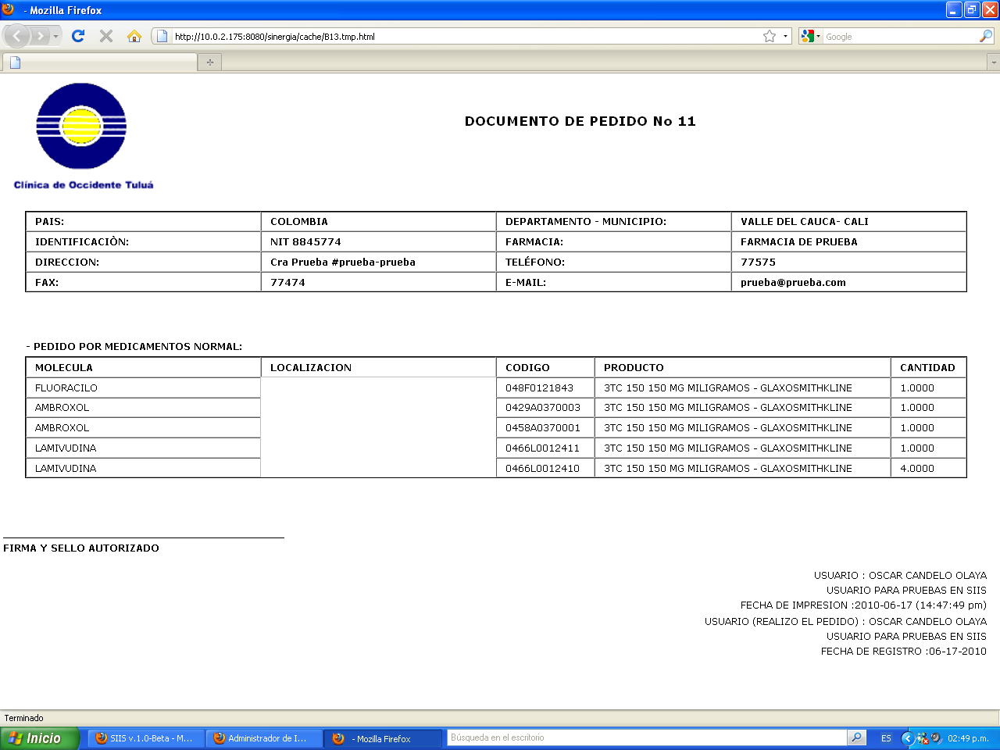 - Mozilla Firefox
http://10.0.2.175:8080/sinergia/cache/B13.tmp.html
Google
DOCUMENTO DE PEDIDO No 11
Clínica de Occidente Tuluá
PAIS: COLOMBIA DEPARTAMENTO - MUNICIPIO: VALLE DEL CAUCA- CALI
IDENTIFICACIÒN: NIT 8845774 FARMACIA: FARMACIA DE PRUEBA
DIRECCION: Cra Prueba #prueba-prueba TELÉFONO: 77575
FAX: 77474 E-MAIL: prueba@prueba.com
- PEDIDO POR MEDICAMENTOS NORMAL:
MOLECULA LOCALIZACION CODIGO PRODUCTO CANTIDAD
FLUORACILO 048F0121843 3TC 150 150 MG MILIGRAMOS - GLAXOSMITHKLINE 1.0000
AMBROXOL 0429A0370003 3TC 150 150 MG MILIGRAMOS - GLAXOSMITHKLINE 1.0000
AMBROXOL 0458A0370001 3TC 150 150 MG MILIGRAMOS - GLAXOSMITHKLINE 1.0000
LAMIVUDINA 0466L0012411 3TC 150 150 MG MILIGRAMOS - GLAXOSMITHKLINE 1.0000
LAMIVUDINA 0466L0012410 3TC 150 150 MG MILIGRAMOS - GLAXOSMITHKLINE 4.0000
FIRMA Y SELLO AUTORIZADO
USUARIO : OSCAR CANDELO OLAYA
USUARIO PARA PRUEBAS EN SIIS
FECHA DE IMPRESION :2010-06-17 (14:47:49 pm)
USUARIO (REALIZO EL PEDIDO) : OSCAR CANDELO OLAYA
USUARIO PARA PRUEBAS EN SIIS
FECHA DE REGISTRO :06-17-2010
Terminado
Inicio SIIS v.1.0-Beta - M... Administrador de I... - Mozilla Firefox Búsqueda en el escritorio ES 02:49 p.m.